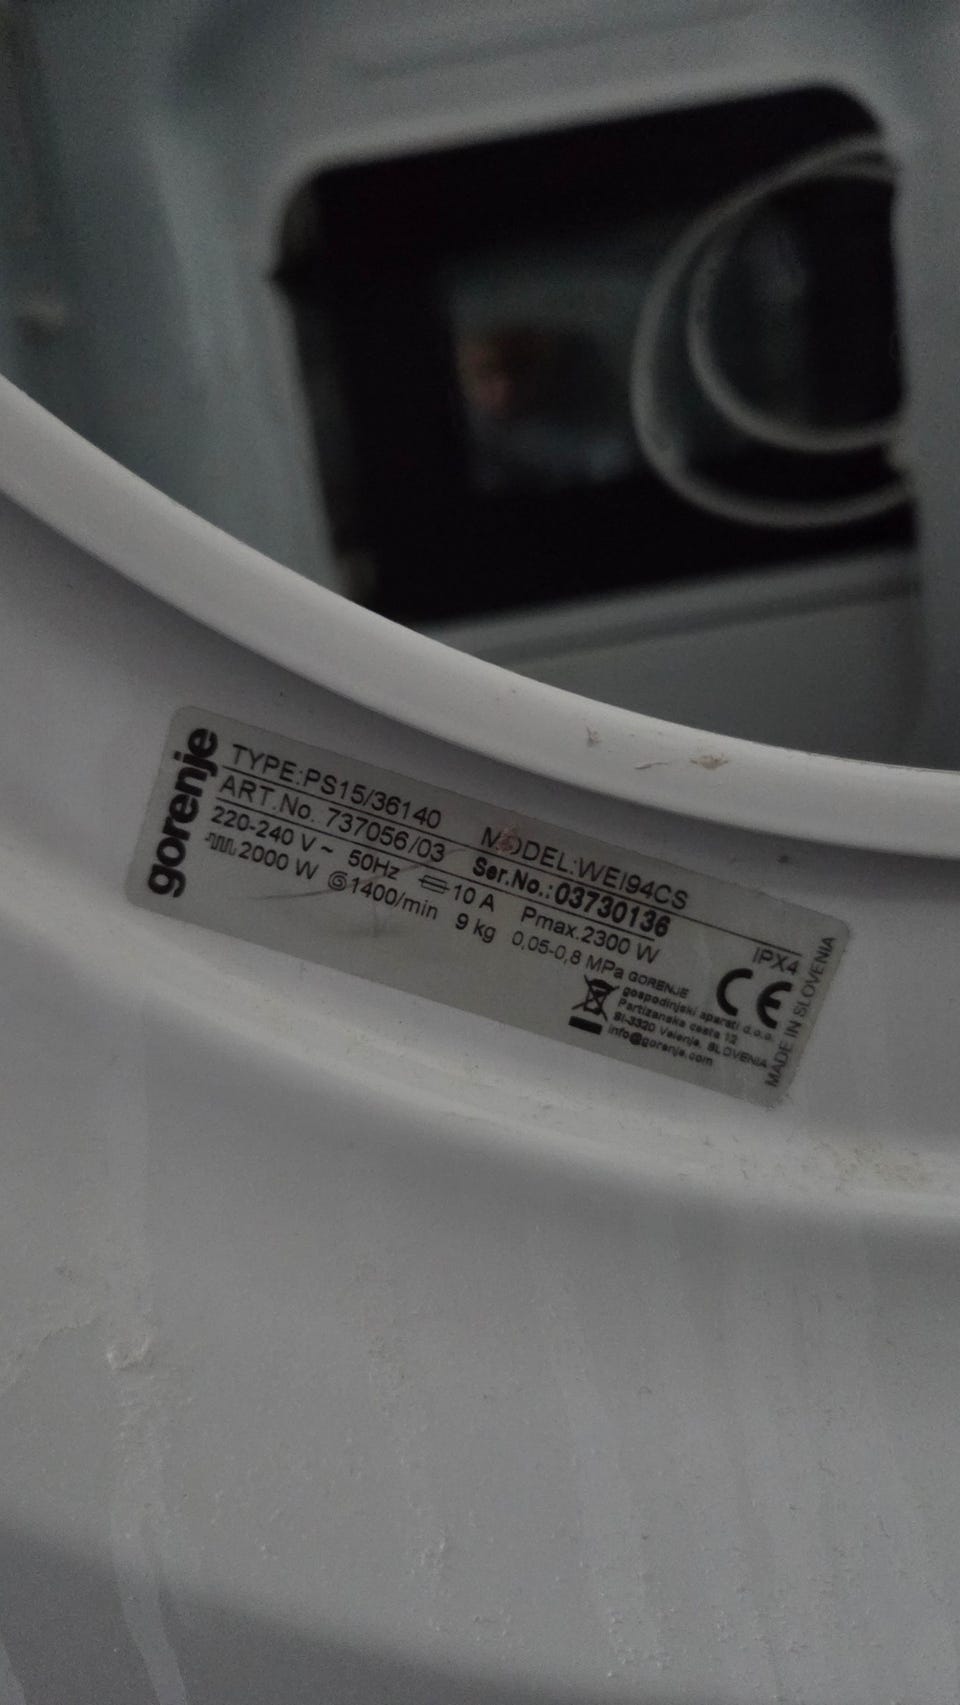 gorenje
TYPE:PS15/36140 MODEL:WEI94CS
ART.No. 737056/03 Ser.No.:03730136
220-240 V ~ 50Hz 10 A Pmax.2300 W IPX4
2000 W 1400/min 9 kg 0,05-0,8 MPa
GORENJE
gospodinjski aparati d.o.o.
Partizanska cesta 12
SI-3320 Velenje, SLOVENIA
info@gorenje.com
CE
MADE IN SLOVENIA